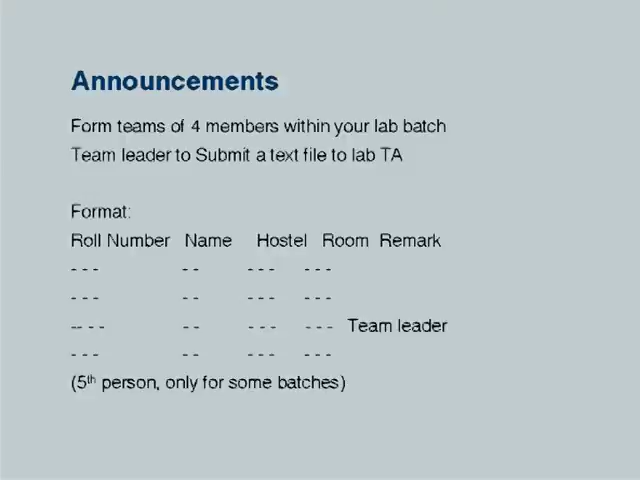 Announcements
Form teams of 4 members within your lab batch
Team leader to Submit a text file to lab TA
Format:
Roll Number Name Hostel Room Remark
- - - - - - - - - - -
- - - - - - - - - - -
-- - - - - - - - - - - Team leader
- - - - - - - - - - -
(5th person, only for some batches)